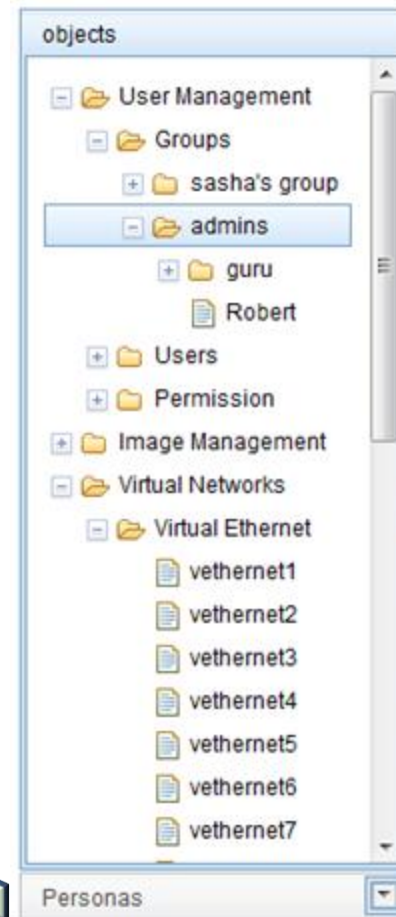 objects
User Management
Groups
sasha's group
admins
guru
Robert
Users
Permission
Image Management
Virtual Networks
Virtual Ethernet
vethernet1
vethernet2
vethernet3
vethernet4
vethernet5
vethernet6
vethernet7
Personas